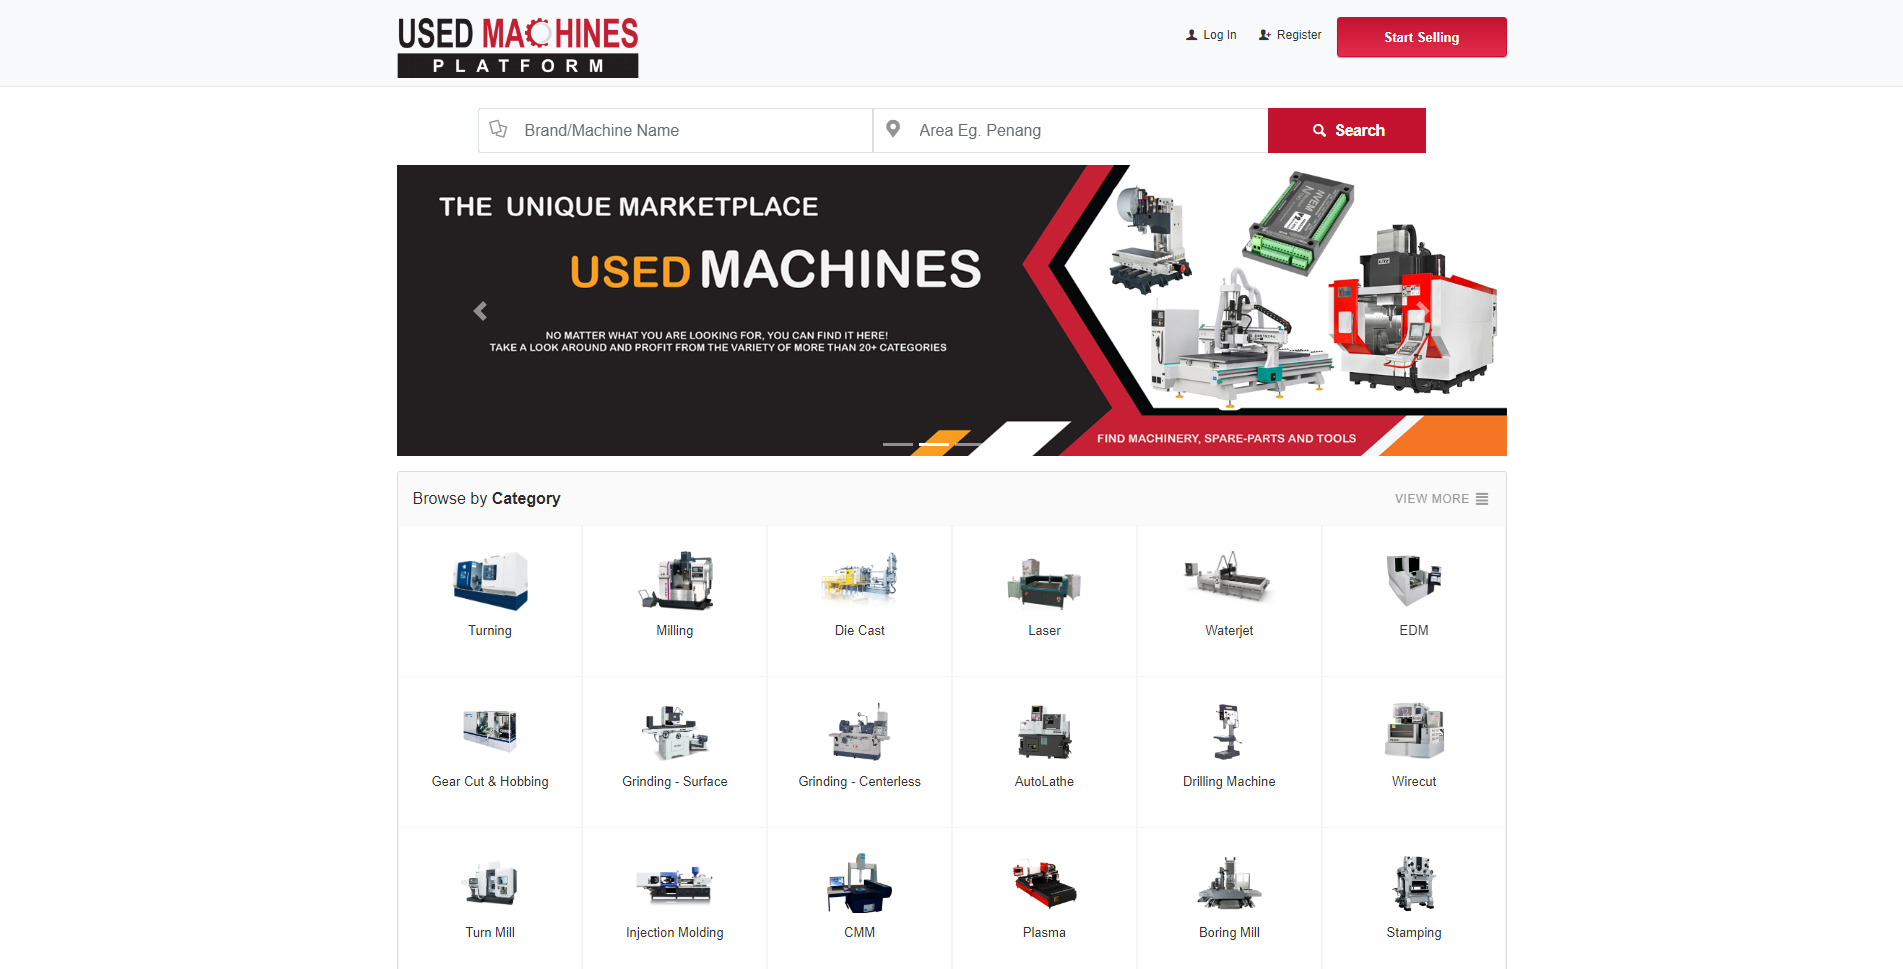 USED MACHINES
PLATFORM
Log In
Register
Start Selling
Brand/Machine Name
Area Eg. Penang
Search
THE UNIQUE MARKETPLACE
USED MACHINES
NO MATTER WHAT YOU ARE LOOKING FOR, YOU CAN FIND IT HERE!
TAKE A LOOK AROUND AND PROFIT FROM THE VARIETY OF MORE THAN 20+ CATEGORIES
NVEM
FIND MACHINERY, SPARE-PARTS AND TOOLS
Browse by Category
VIEW MORE
Turning
Milling
Die Cast
Laser
Waterjet
EDM
Gear Cut & Hobbing
Grinding - Surface
Grinding - Centerless
AutoLathe
Drilling Machine
Wirecut
Turn Mill
Injection Molding
CMM
Plasma
Boring Mill
Stamping